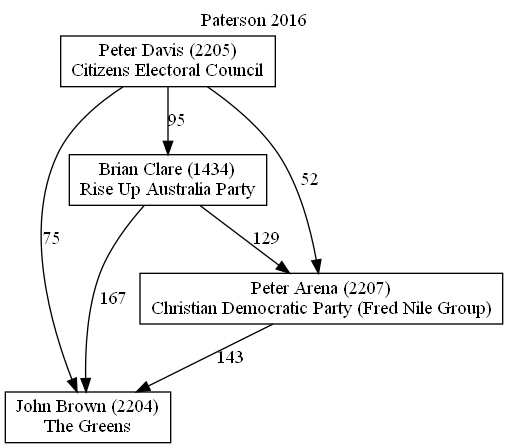 Paterson 2016
Peter Davis (2205)
Citizens Electoral Council
95
Brian Clare (1434)
Rise Up Australia Party
52
75
129
167
Peter Arena (2207)
Christian Democratic Party (Fred Nile Group)
143
John Brown (2204)
The Greens